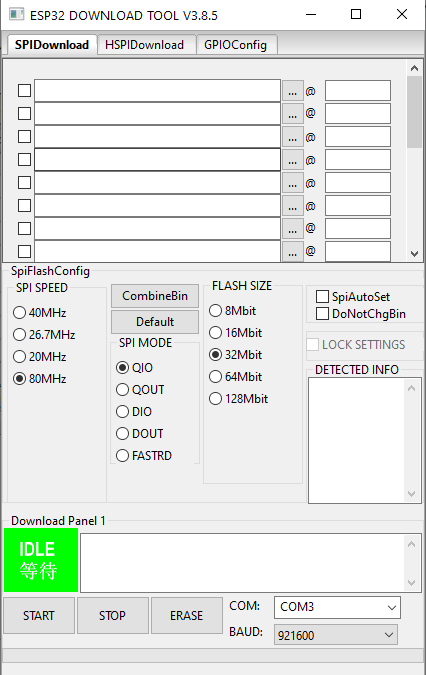 ESP32 DOWNLOAD TOOL V3.8.5
SPIDownload HSPIDownload GPIOConfig
... @
... @
... @
... @
... @
... @
... @
... @
SpiFlashConfig
SPI SPEED
40MHz
26.7MHz
20MHz
80MHz
CombineBin
Default
SPI MODE
QIO
QOUT
DIO
DOUT
FASTRD
FLASH SIZE
8Mbit
16Mbit
32Mbit
64Mbit
128Mbit
SpiAutoSet
DoNotChgBin
LOCK SETTINGS
DETECTED INFO
Download Panel 1
IDLE
等待
START STOP ERASE
COM: COM3
BAUD: 921600